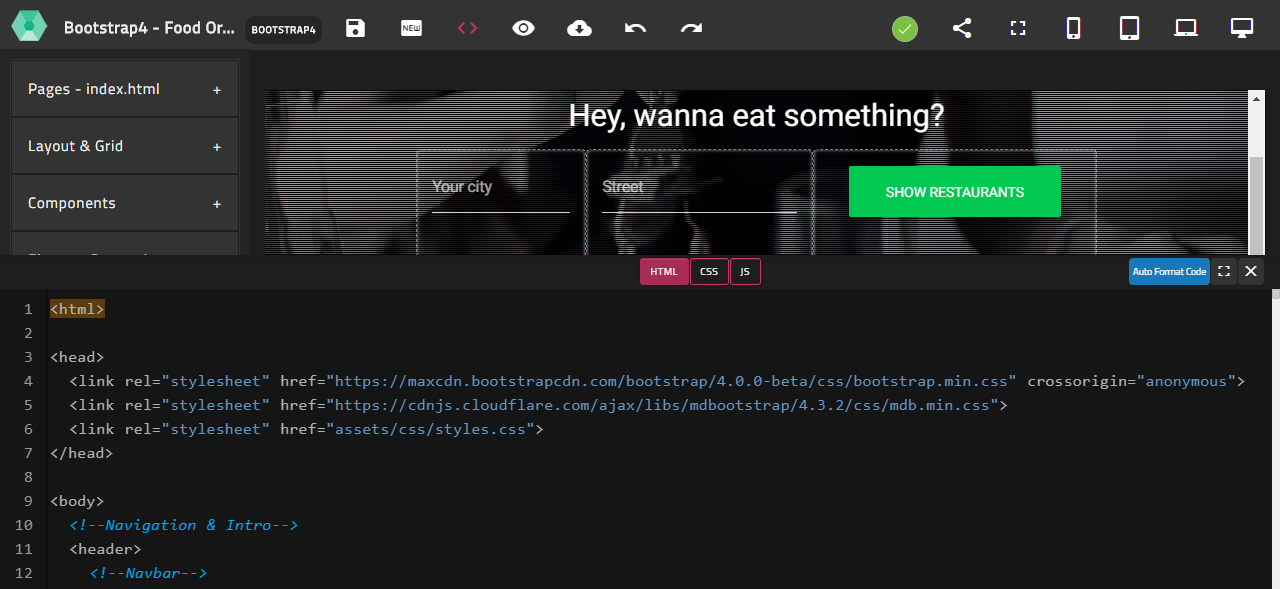 Bootstrap4 - Food Or... BOOTSTRAP4 NEW
Pages - index.html +
Layout & Grid +
Components +
Hey, wanna eat something?
Your city Street SHOW RESTAURANTS
HTML CSS JS Auto Format Code
1 <html>
2
3 <head>
4 <link rel="stylesheet" href="https://maxcdn.bootstrapcdn.com/bootstrap/4.0.0-beta/css/bootstrap.min.css" crossorigin="anonymous">
5 <link rel="stylesheet" href="https://cdnjs.cloudflare.com/ajax/libs/mdbootstrap/4.3.2/css/mdb.min.css">
6 <link rel="stylesheet" href="assets/css/styles.css">
7 </head>
8
9 <body>
10 <!--Navigation & Intro-->
11 <header>
12 <!--Navbar-->